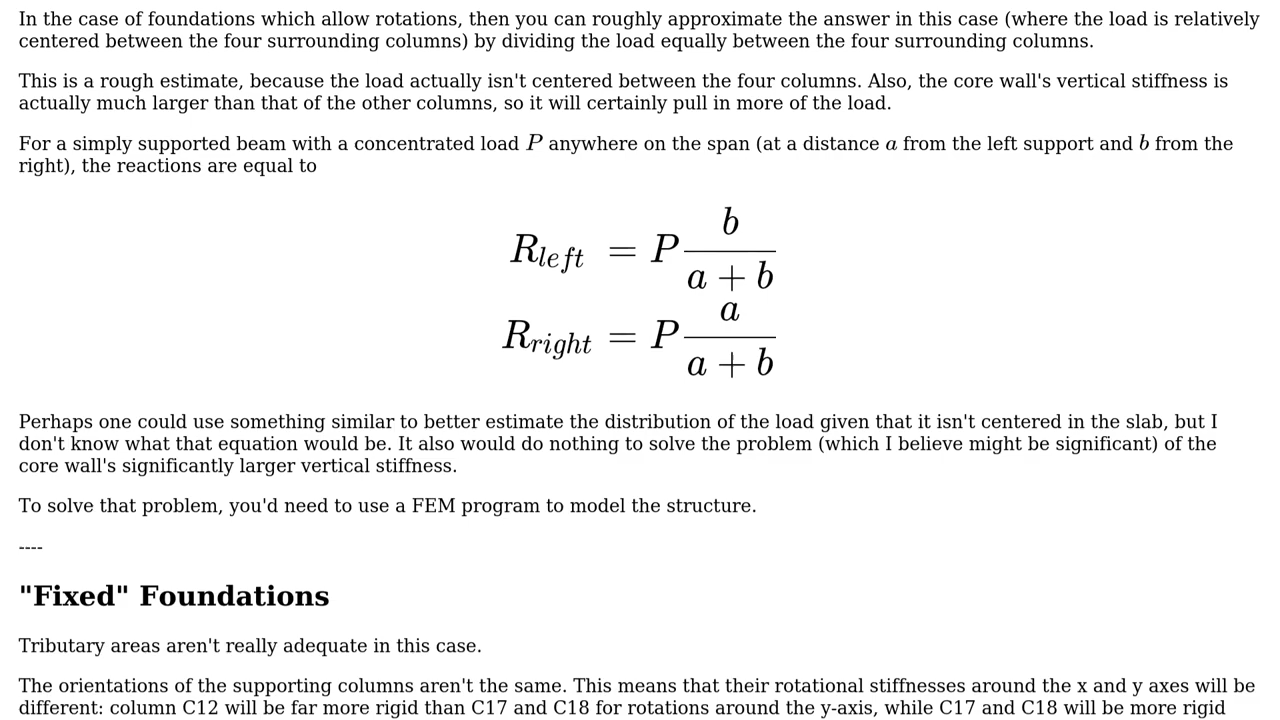 In the case of foundations which allow rotations, then you can roughly approximate the answer in this case (where the load is relatively
centered between the four surrounding columns) by dividing the load equally between the four surrounding columns.
This is a rough estimate, because the load actually isn't centered between the four columns. Also, the core wall's vertical stiffness is
actually much larger than that of the other columns, so it will certainly pull in more of the load.
For a simply supported beam with a concentrated load P anywhere on the span (at a distance a from the left support and b from the
right), the reactions are equal to
R_{left} = P \frac{b}{a + b}
R_{right} = P \frac{a}{a + b}
Perhaps one could use something similar to better estimate the distribution of the load given that it isn't centered in the slab, but I
don't know what that equation would be. It also would do nothing to solve the problem (which I believe might be significant) of the
core wall's significantly larger vertical stiffness.
To solve that problem, you'd need to use a FEM program to model the structure.
----
"Fixed" Foundations
Tributary areas aren't really adequate in this case.
The orientations of the supporting columns aren't the same. This means that their rotational stiffnesses around the x and y axes will be
different: column C12 will be far more rigid than C17 and C18 for rotations around the y-axis, while C17 and C18 will be more rigid